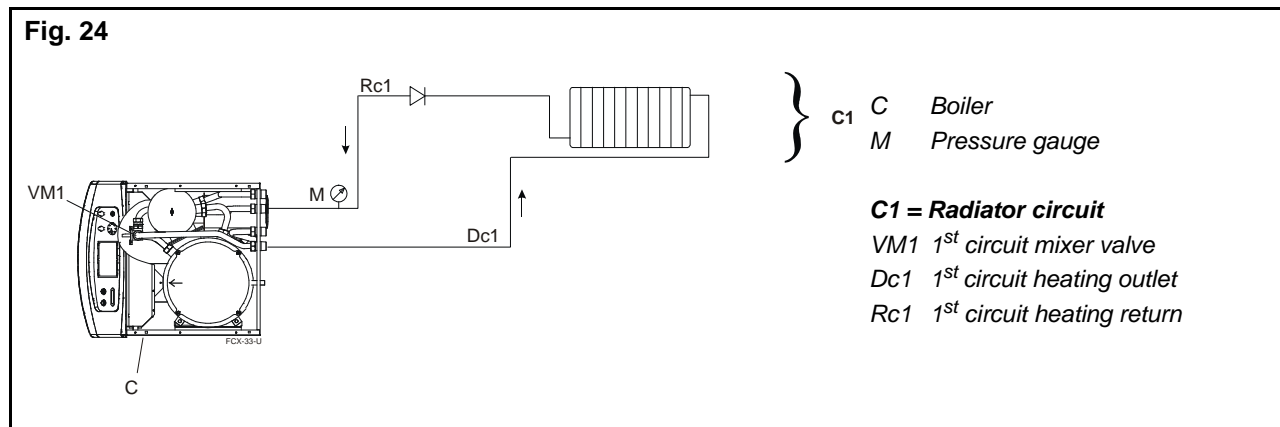 Fig. 24
Rc1
C1
C Boiler
M Pressure gauge
VM1
M
C1 = Radiator circuit
VM1 1st circuit mixer valve
Dc1
Dc1 1st circuit heating outlet
Rc1 1st circuit heating return
FCX-33-U
C